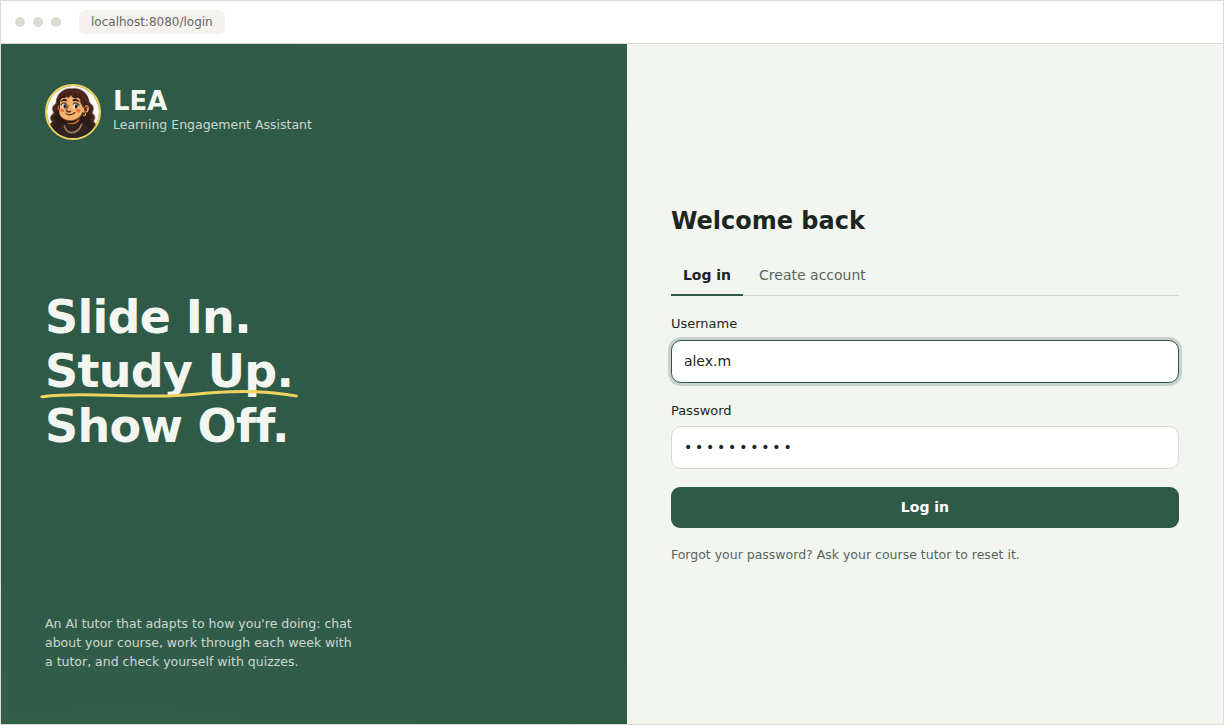 localhost:8080/login
LEA
Learning Engagement Assistant
Slide In.
Study Up.
Show Off.
An AI tutor that adapts to how you're doing: chat
about your course, work through each week with
a tutor, and check yourself with quizzes.
Welcome back
Log in
Create account
Username
alex.m
Password
••••••••••
Log in
Forgot your password? Ask your course tutor to reset it.